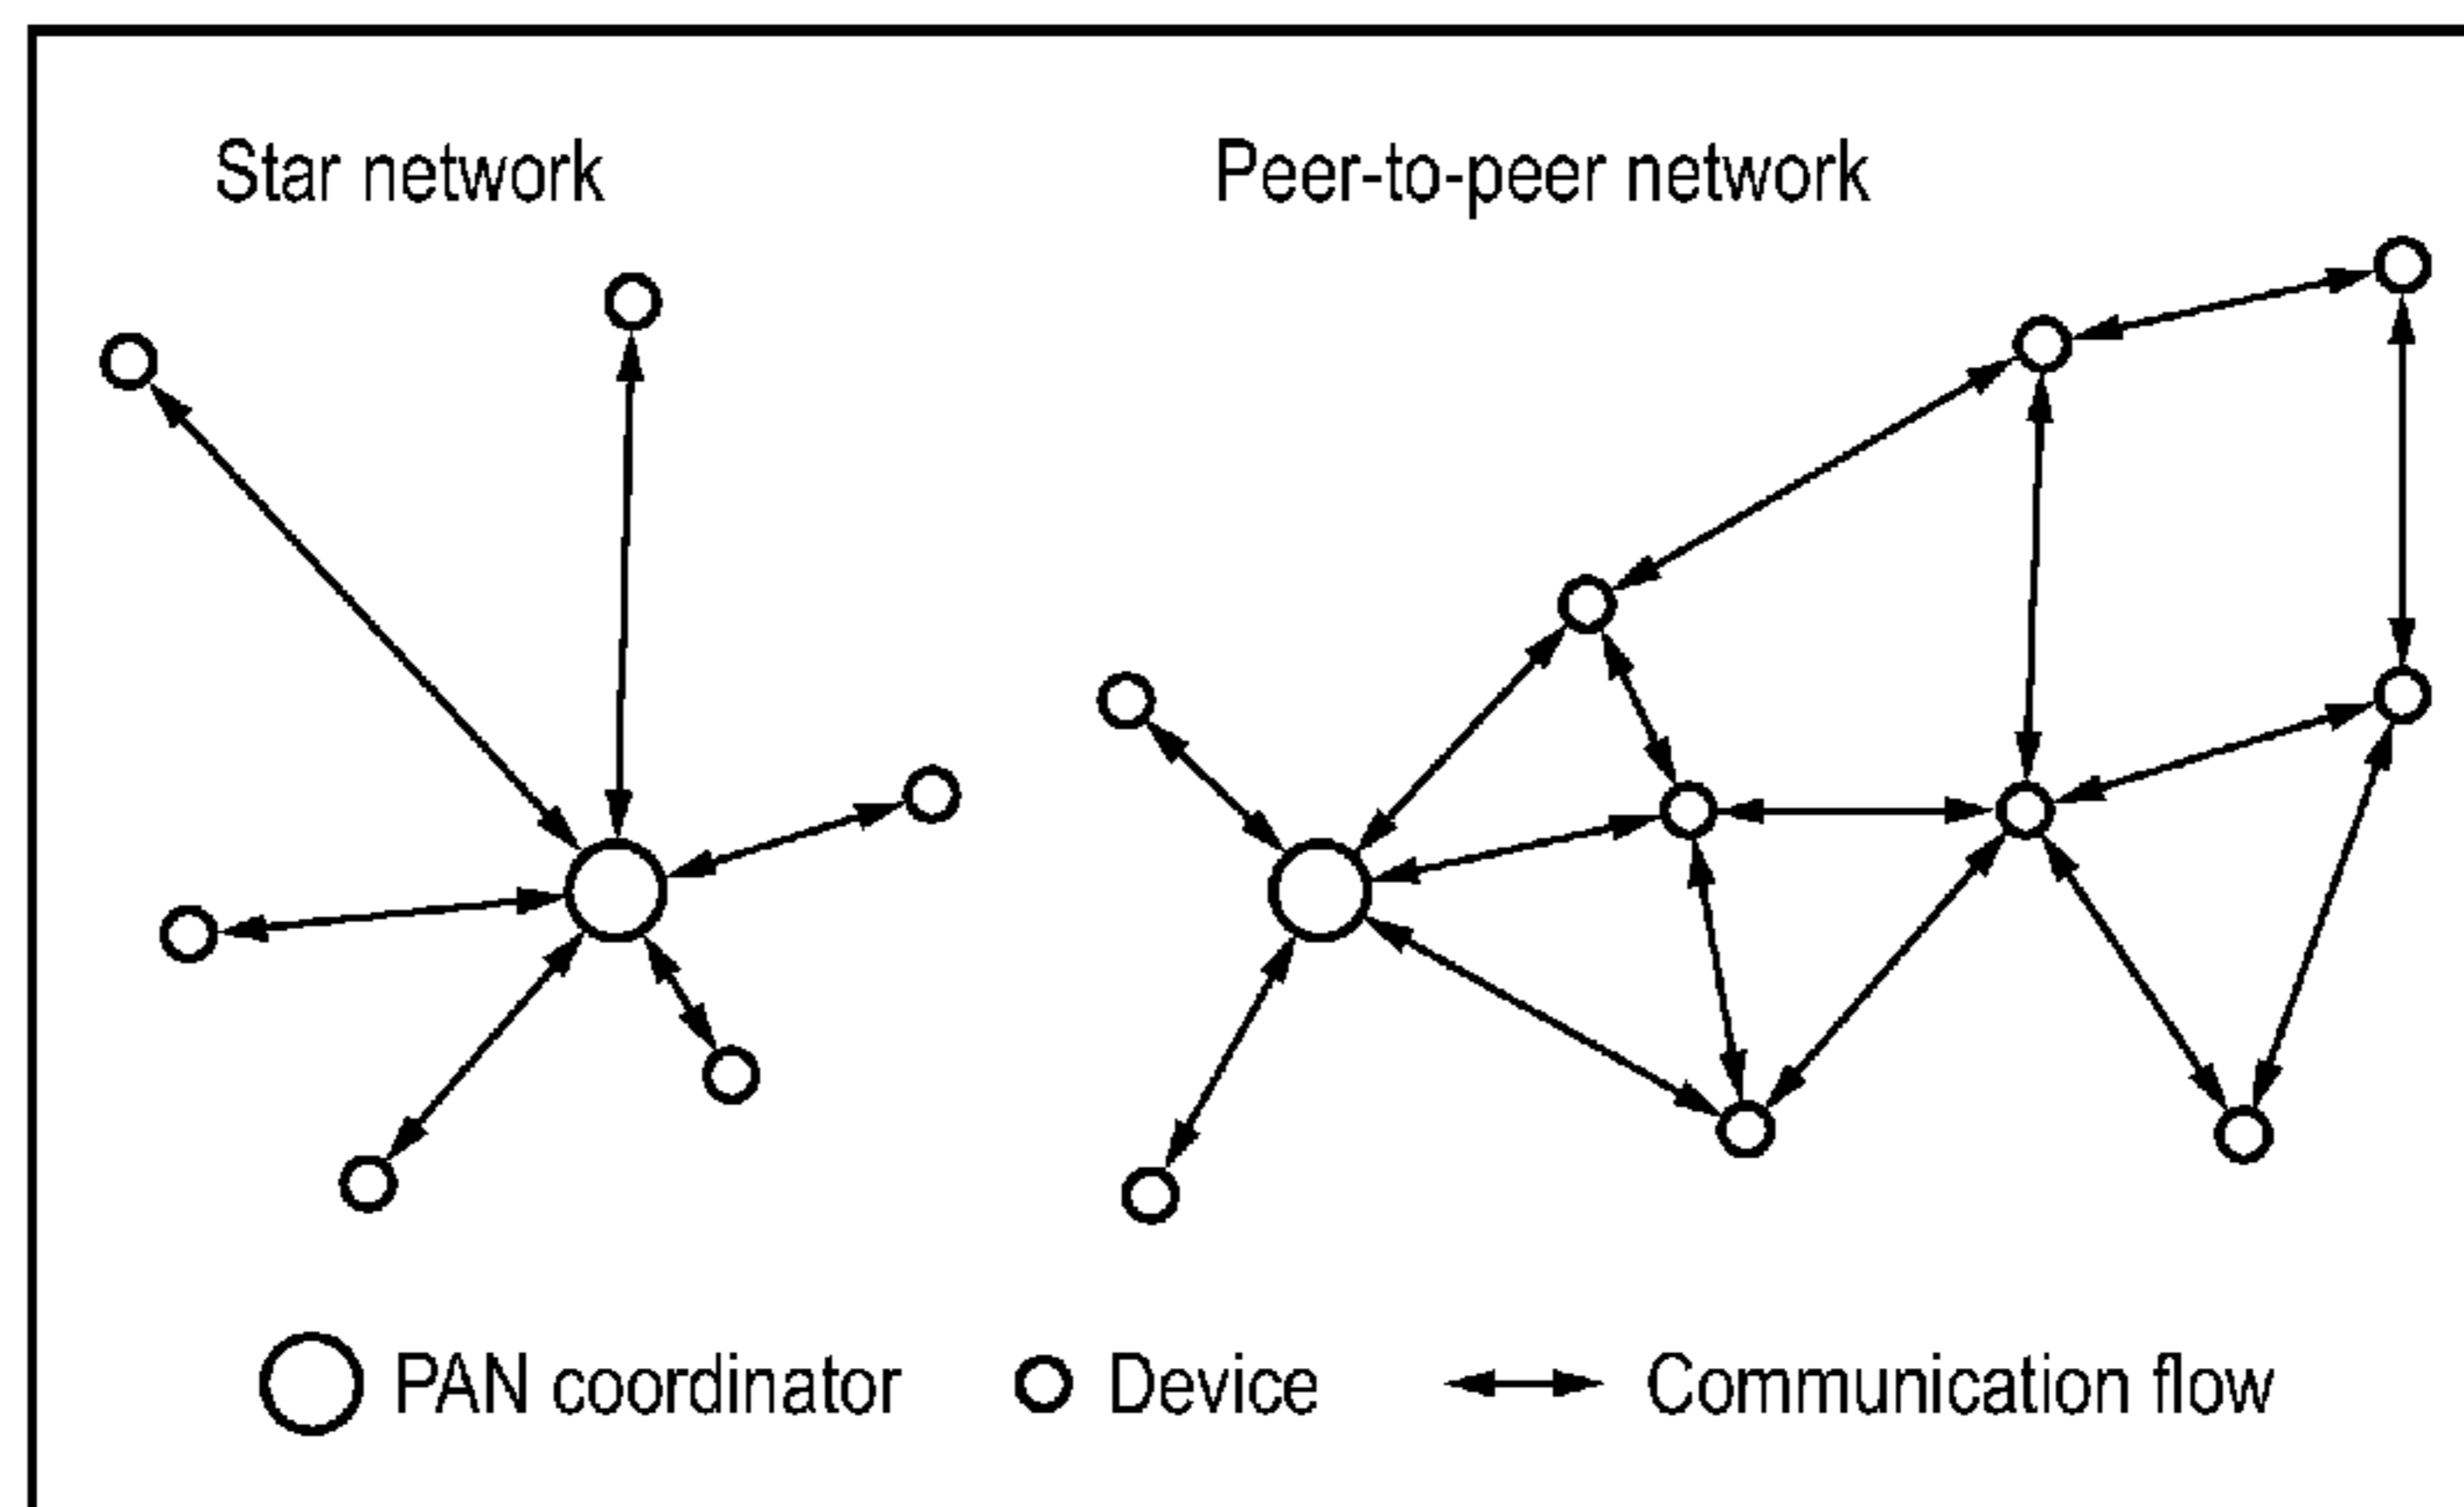 Star network
Peer-to-peer network
PAN coordinator
Device
Communication flow